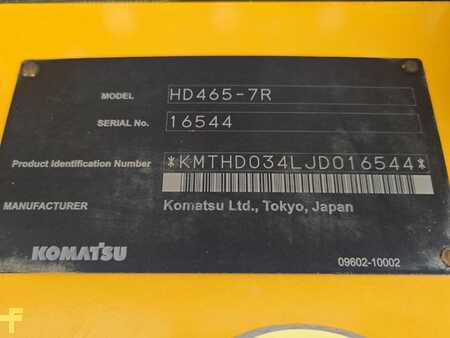 MODEL HD465-7R
SERIAL No. 16544
Product Identification Number *KMTHD034LJD016544*
MANUFACTURER Komatsu Ltd., Tokyo, Japan
KOMATSU 09602-10002